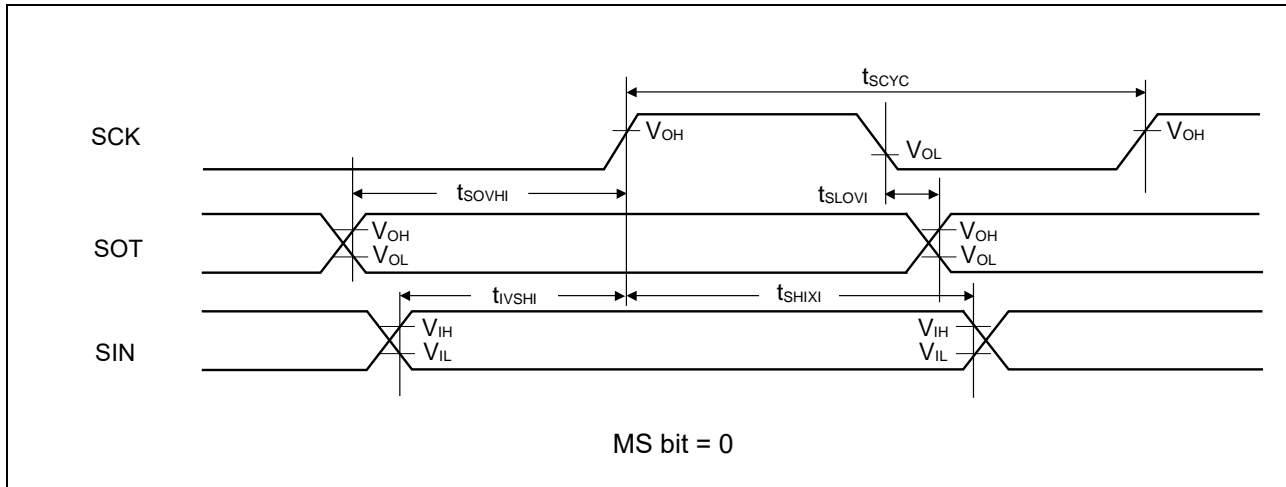 tSCYC
SCK
VOH
VOL
VOH
tSOVHI
tSLOVI
SOT
VOH
VOL
VOH
VOL
tIVSHI
tSHIXI
SIN
VIH
VIL
VIH
VIL
MS bit = 0